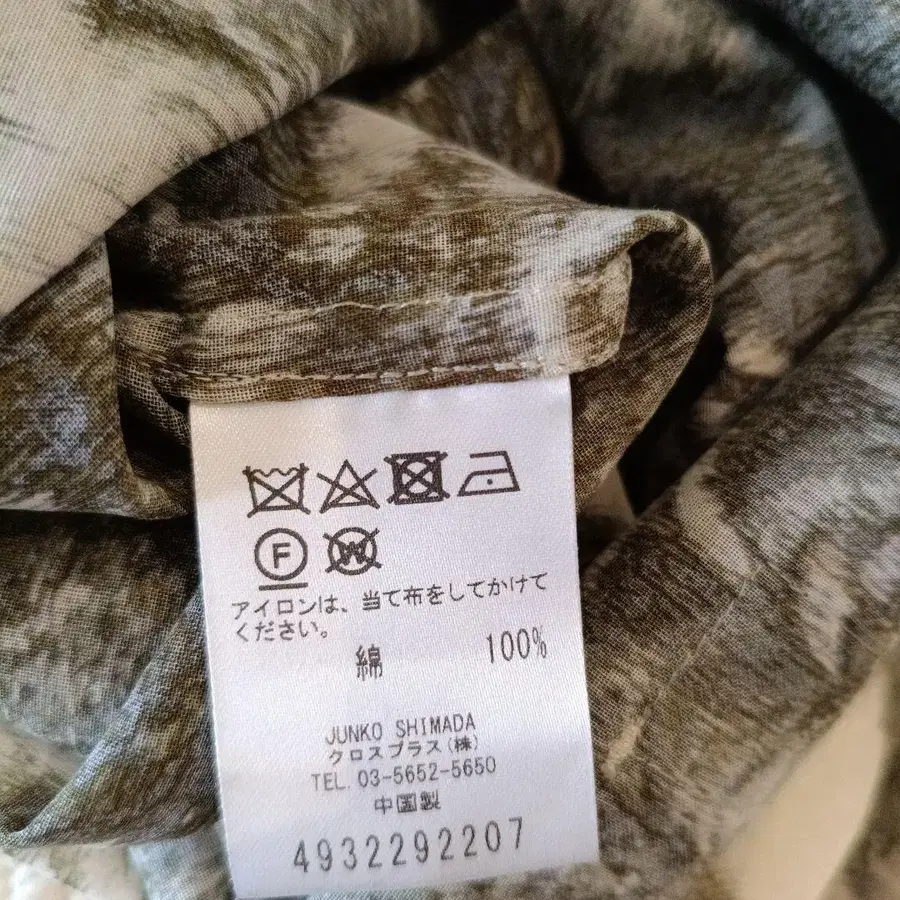 F W
アイロンは、当て布をしてかけて
ください。
綿 100%
JUNKO SHIMADA
クロスプラス(株)
TEL. 03-5652-5650
中国製
4932292207